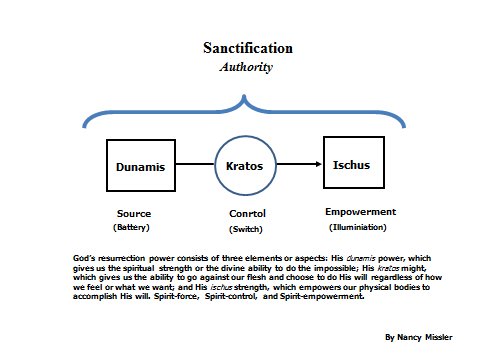 Sanctification
Authority
Dunamis
Kratos
Ischus
Source
(Battery)
Conrtol
(Switch)
Empowerment
(Illuminiation)
God's resurrection power consists of three elements or aspects: His dunamis power, which
gives us the spiritual strength or the divine ability to do the impossible; His kratos might,
which gives us the ability to go against our flesh and choose to do His will regardless of how
we feel or what we want; and His ischus strength, which empowers our physical bodies to
accomplish His will. Spirit-force, Spirit-control, and Spirit-empowerment.
By Nancy Missler